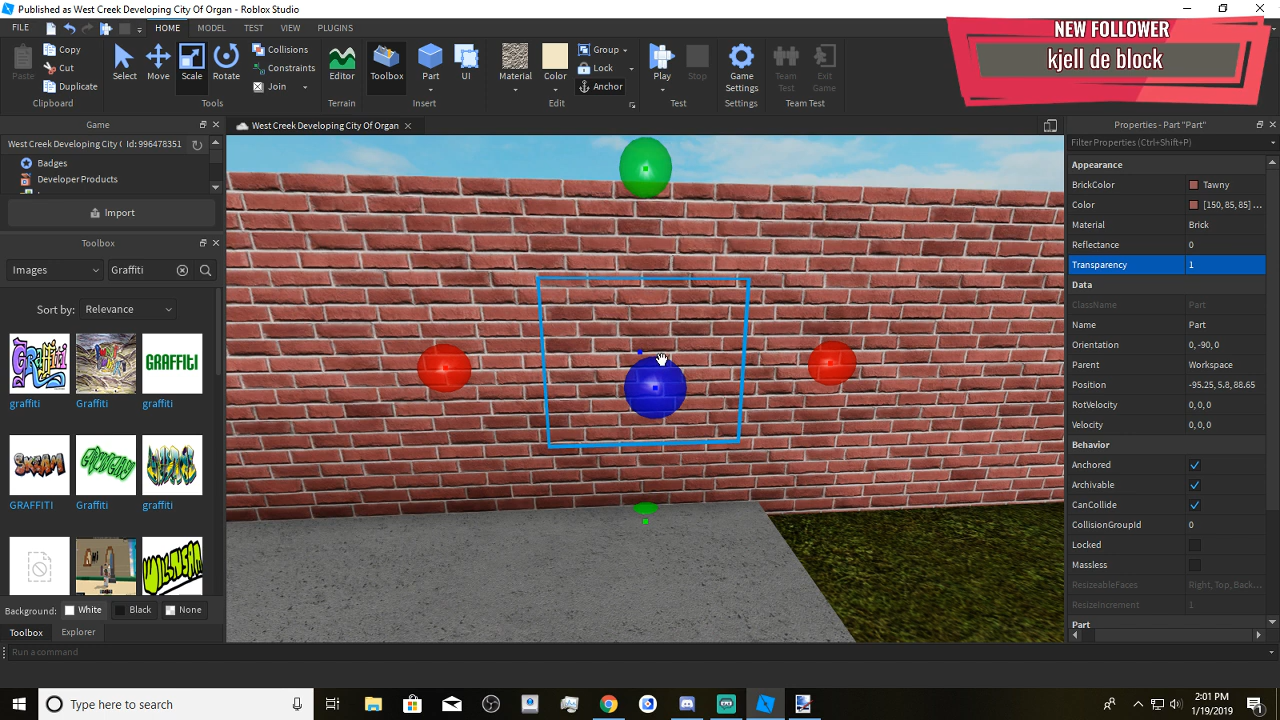 Published as West Creek Developing City Of Organ - Roblox Studio
NEW FOLLOWER
kjell de block
FILE HOME MODEL TEST VIEW PLUGINS
Paste
Copy
Cut
Duplicate
Clipboard
Select
Move
Scale
Rotate
Collisions
Constraints
Join
Tools
Editor
Terrain
Toolbox
Part
UI
Insert
Material
Color
Group
Lock
Anchor
Edit
Play
Stop
Test
Game
Settings
Settings
Team
Test
Exit
Game
Team Test
Game
West Creek Developing City ( Id: 996478351
Badges
Developer Products
Import
Toolbox
Images
Graffiti
Sort by: Relevance
GRAFFITI
graffiti
Graffiti
graffiti
GRAFFITI
Graffiti
graffiti
Background: White Black None
Toolbox Explorer
Run a command
West Creek Developing City Of Organ
Properties - Part "Part"
Filter Properties (Ctrl+Shift+P)
Appearance
BrickColor Tawny
Color [150, 85, 85] ...
Material Brick
Reflectance 0
Transparency 1
Data
ClassName Part
Name Part
Orientation 0, -90, 0
Parent Workspace
Position -95.25, 5.8, 88.65
RotVelocity 0, 0, 0
Velocity 0, 0, 0
Behavior
Anchored
Archivable
CanCollide
CollisionGroupId 0
Locked
Massless
ResizeableFaces Right, Top, Back...
ResizeIncrement 1
Part
Type here to search
2:01 PM
1/19/2019